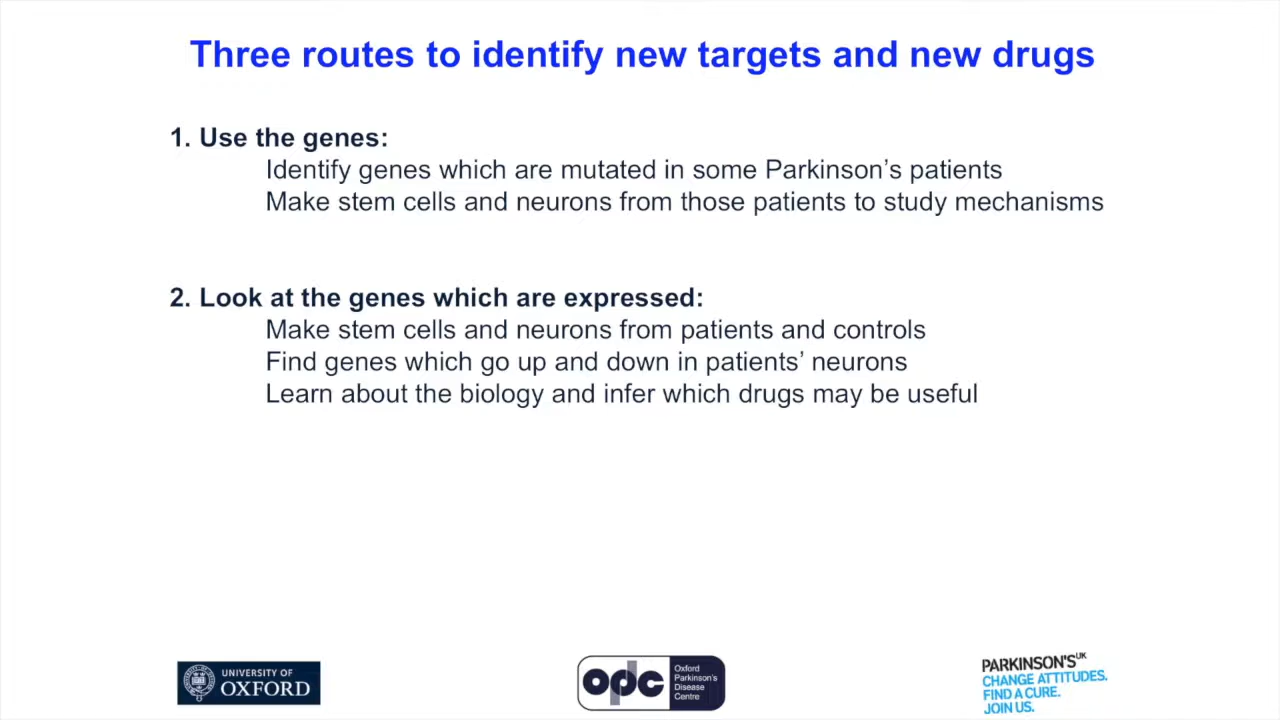 Three routes to identify new targets and new drugs
1. Use the genes:
Identify genes which are mutated in some Parkinson’s patients
Make stem cells and neurons from those patients to study mechanisms
2. Look at the genes which are expressed:
Make stem cells and neurons from patients and controls
Find genes which go up and down in patients’ neurons
Learn about the biology and infer which drugs may be useful
UNIVERSITY OF
OXFORD
opdc
Oxford
Parkinson's
Disease
Centre
PARKINSON'S UK
CHANGE ATTITUDES.
FIND A CURE.
JOIN US.